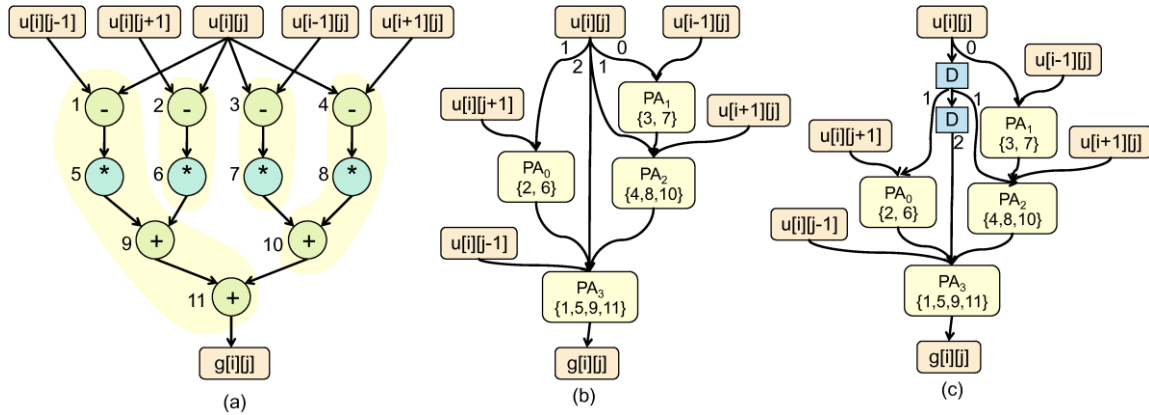 u[i][j-1] u[i][j+1] u[i][j] u[i-1][j] u[i+1][j]
1 - 2 - 3 - 4 -
5 * 6 * 7 * 8 *
9 + 10 +
11 +
g[i][j]
(a)
u[i][j] u[i-1][j]
1 2 1 0
u[i][j+1]
PA₁
{3, 7}
u[i+1][j]
PA₀
{2, 6}
PA₂
{4,8,10}
u[i][j-1]
PA₃
{1,5,9,11}
g[i][j]
(b)
u[i][j]
0
u[i-1][j]
D
1 D 1
2
u[i][j+1]
PA₁
{3, 7}
u[i+1][j]
PA₀
{2, 6}
PA₂
{4,8,10}
u[i][j-1]
PA₃
{1,5,9,11}
g[i][j]
(c)